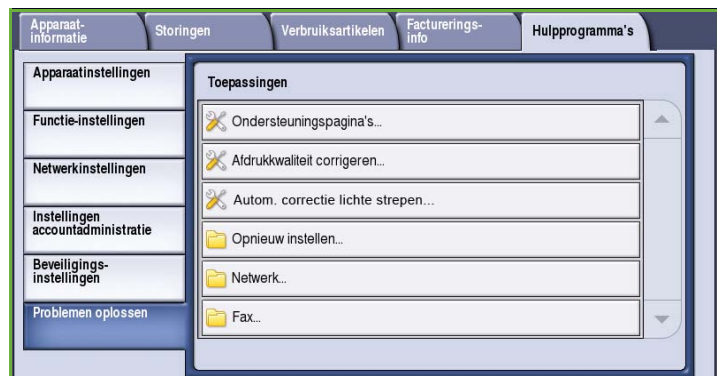 Apparaat-
informatie
Storingen
Verbruiksartikelen
Facturerings-
info
Hulpprogramma's
Apparaatinstellingen
Functie-instellingen
Netwerkinstellingen
Instellingen
accountadministratie
Beveiligings-
instellingen
Problemen oplossen
Toepassingen
Ondersteuningspagina's...
Afdrukkwaliteit corrigeren...
Autom. correctie lichte strepen...
Opnieuw instellen...
Netwerk...
Fax...